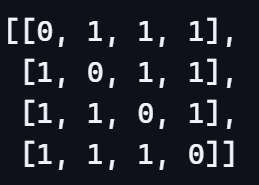 [[0, 1, 1, 1],
[1, 0, 1, 1],
[1, 1, 0, 1],
[1, 1, 1, 0]]